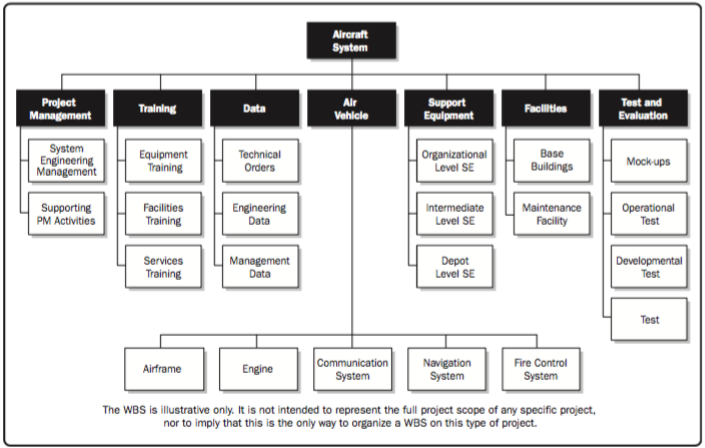 Aircraft
System
Project
Management
Training
Data
Air
Vehicle
Support
Equipment
Facilities
Test and
Evaluation
System
Engineering
Management
Supporting
PM Activities
Equipment
Training
Facilities
Training
Services
Training
Technical
Orders
Engineering
Data
Management
Data
Organizational
Level SE
Intermediate
Level SE
Depot
Level SE
Base
Buildings
Maintenance
Facility
Mock-ups
Operational
Test
Developmental
Test
Test
Airframe
Engine
Communication
System
Navigation
System
Fire Control
System
The WBS is illustrative only. It is not intended to represent the full project scope of any specific project,
nor to imply that this is the only way to organize a WBS on this type of project.